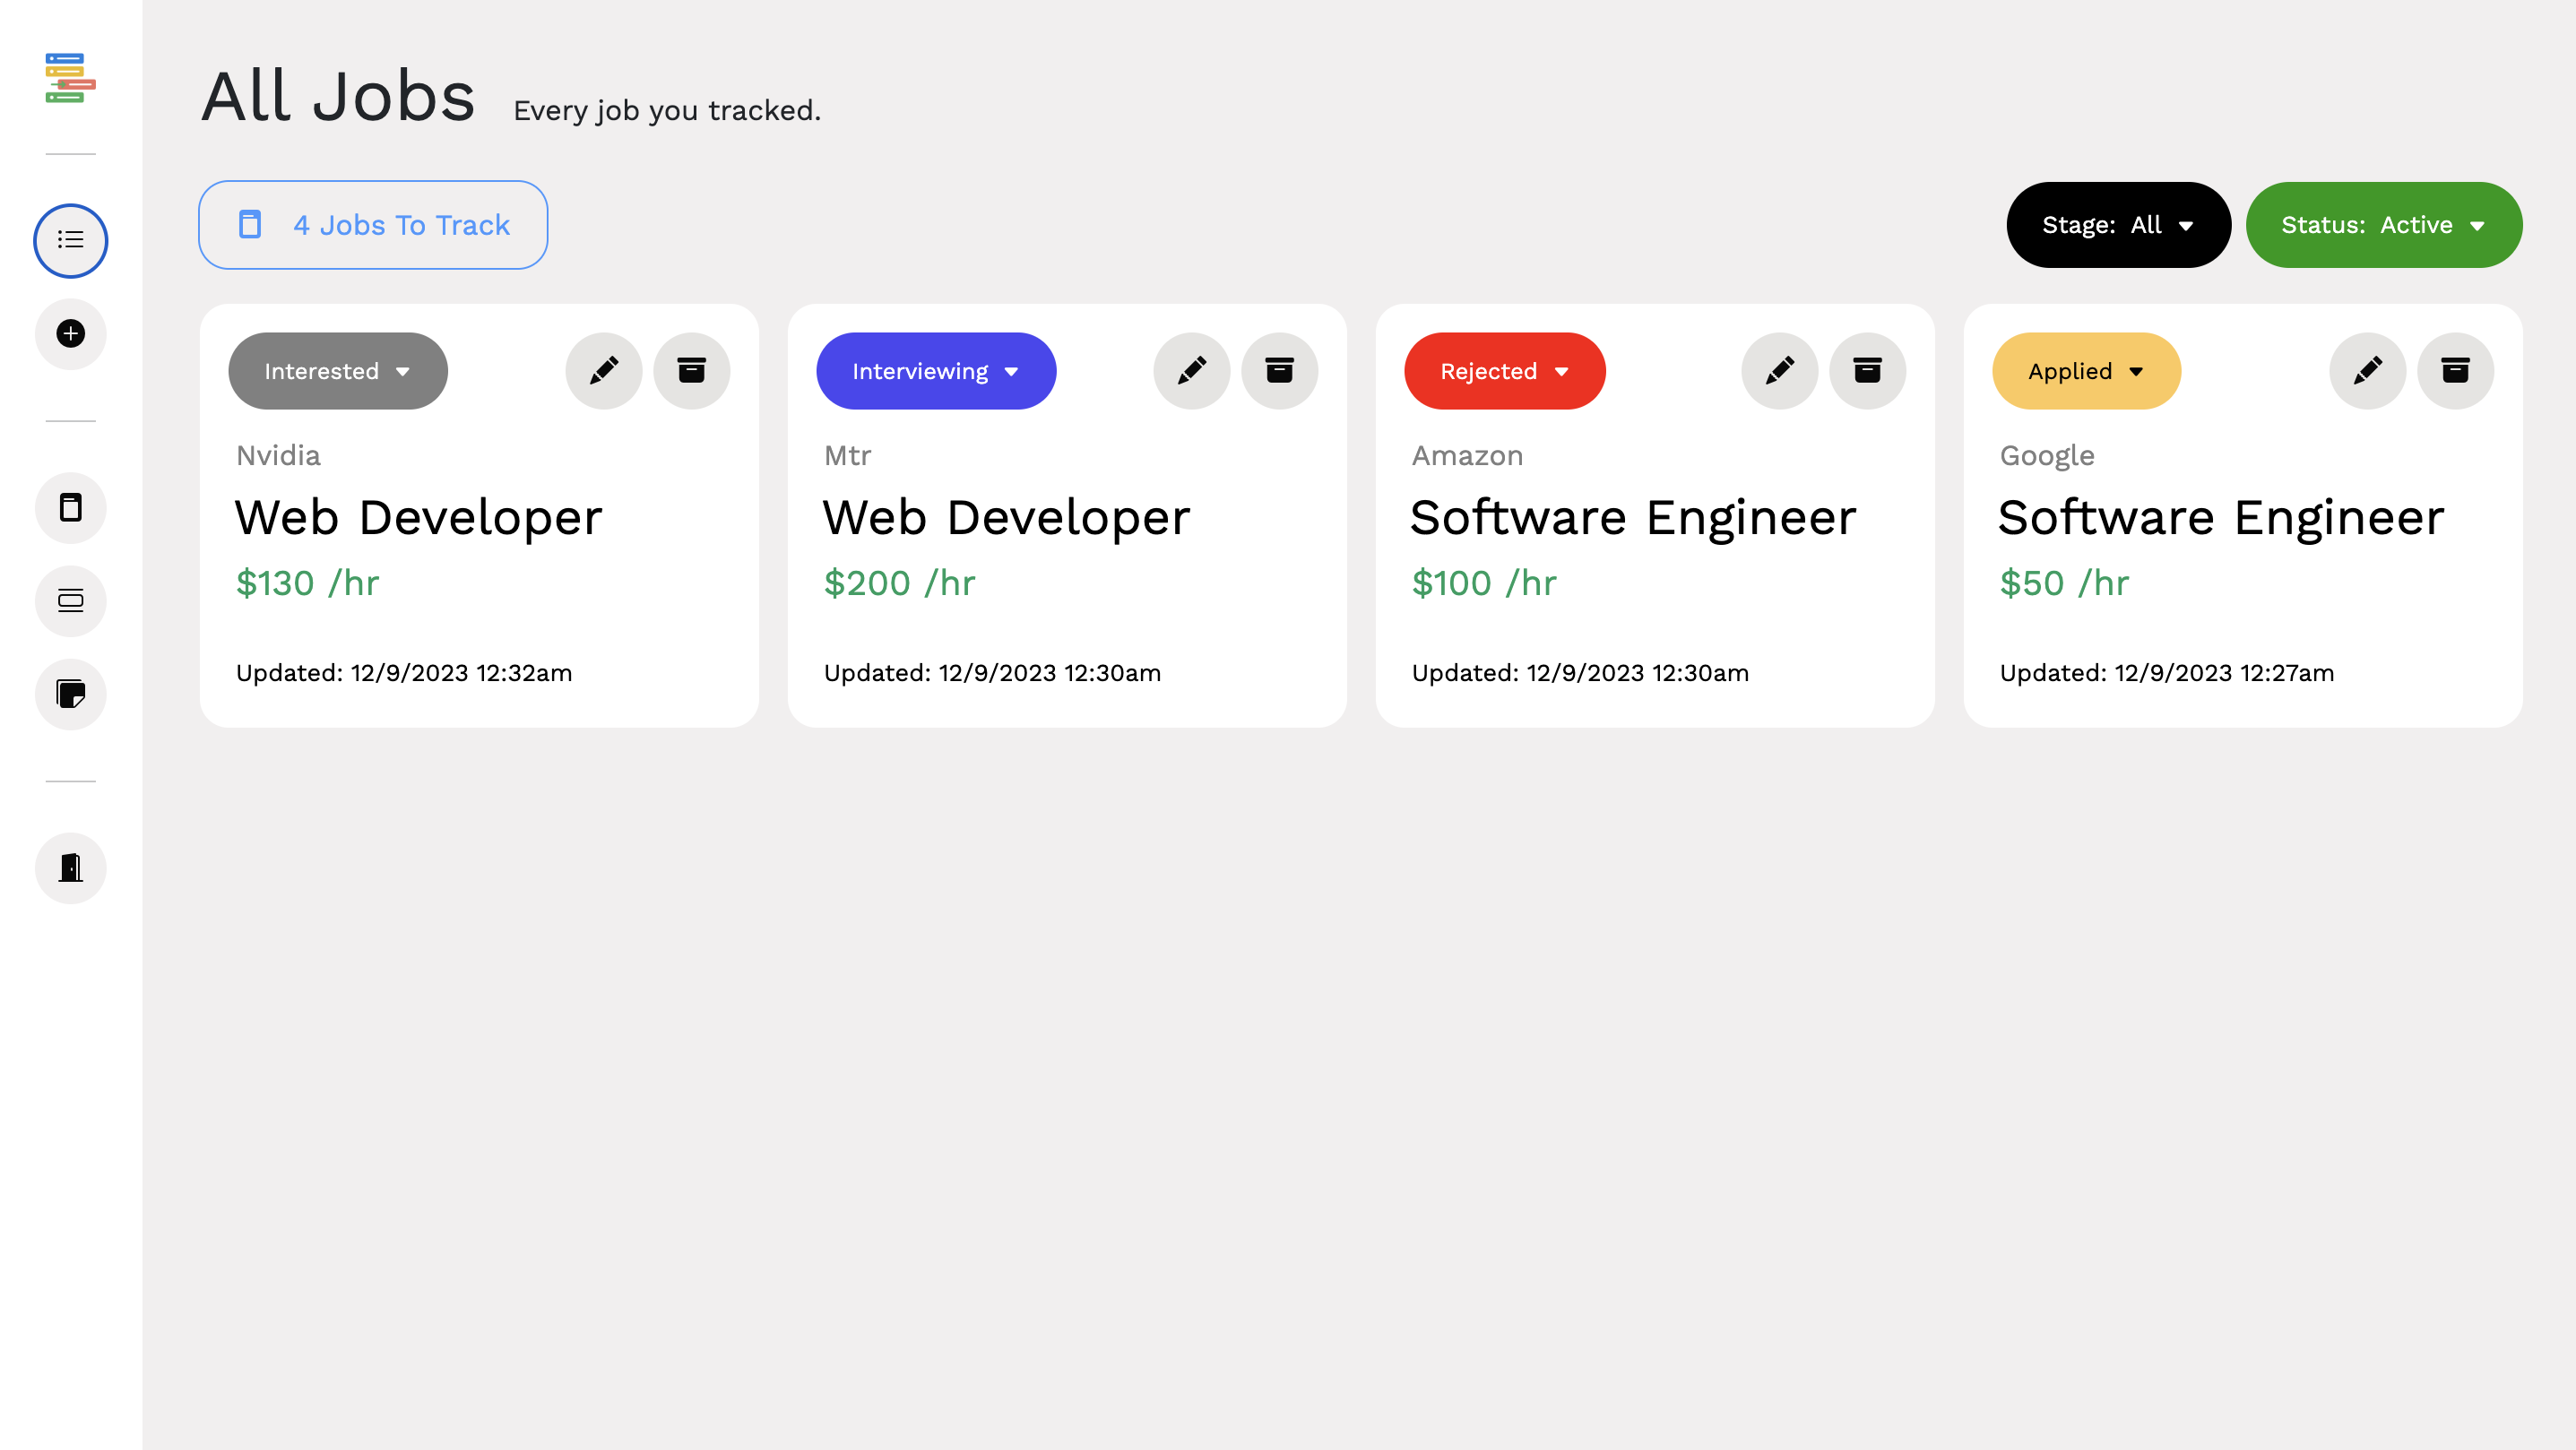 All Jobs Every job you tracked.
4 Jobs To Track
Stage: All
Status: Active
Interested
Nvidia
Web Developer
$130 /hr
Updated: 12/9/2023 12:32am
Interviewing
Mtr
Web Developer
$200 /hr
Updated: 12/9/2023 12:30am
Rejected
Amazon
Software Engineer
$100 /hr
Updated: 12/9/2023 12:30am
Applied
Google
Software Engineer
$50 /hr
Updated: 12/9/2023 12:27am